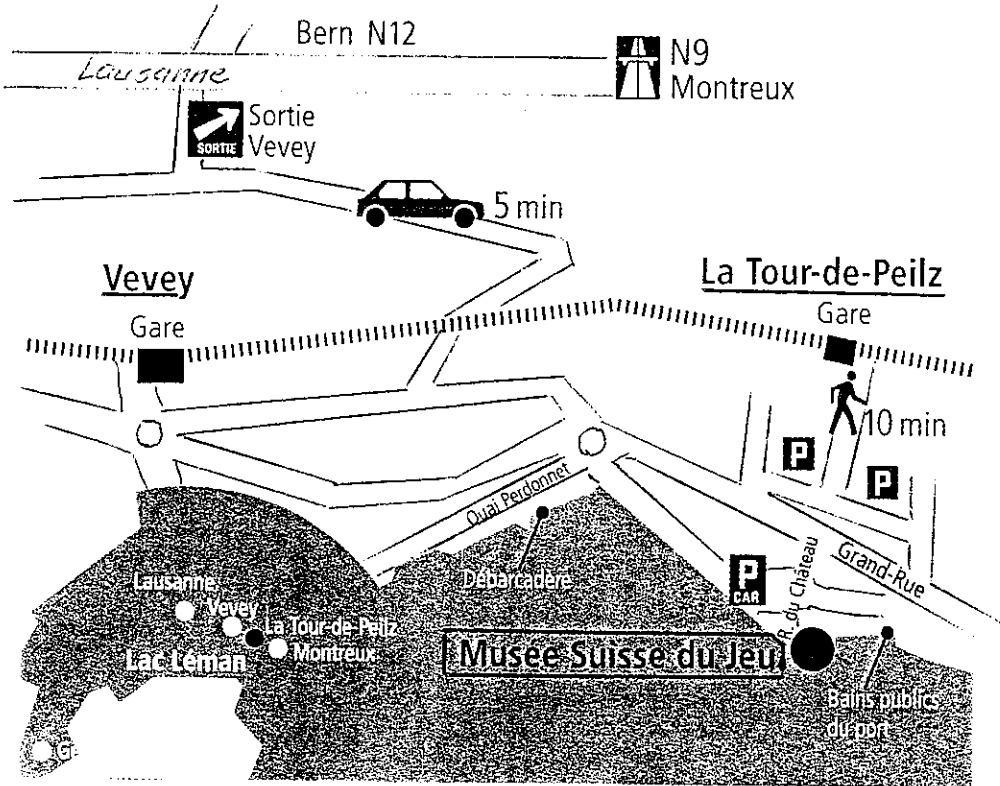 Bern N12
Lausanne
N9
Montreux
SORTIE
Sortie
Vevey
5 min
Vevey
Gare
La Tour-de-Peilz
Gare
10 min
P
P
Quai Perdonnet
Débarcadère
P
CAR
R. du Château
Grand-Rue
Lausanne
Vevey
La Tour-de-Peilz
Montreux
Lac Léman
Musée Suisse du Jeu
Bains publics
du port